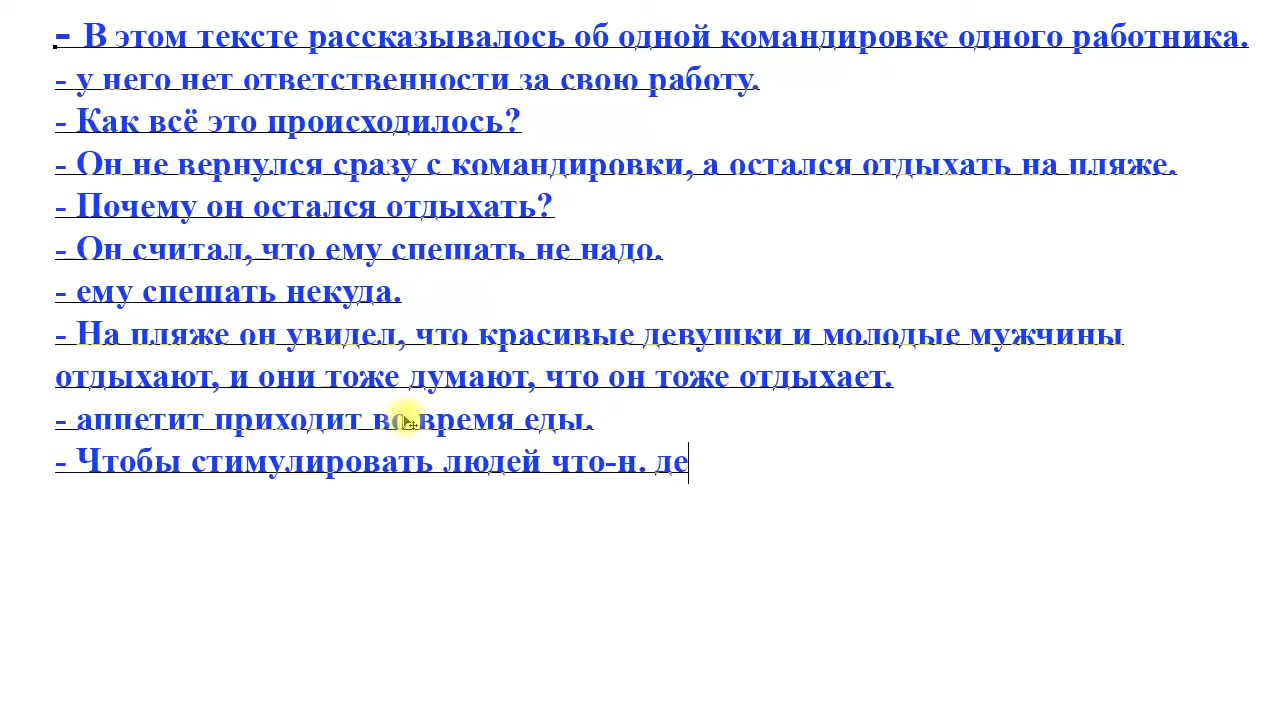 - В этом тексте рассказывалось об одной командировке одного работника.
- у него нет ответственности за свою работу.
- Как всё это происходилось?
- Он не вернулся сразу с командировки, а остался отдыхать на пляже.
- Почему он остался отдыхать?
- Он считал, что ему спешать не надо.
- ему спешать некуда.
- На пляже он увидел, что красивые девушки и молодые мужчины
отдыхают, и они тоже думают, что он тоже отдыхает.
- аппетит приходит во время еды.
- Чтобы стимулировать людей что-н. де